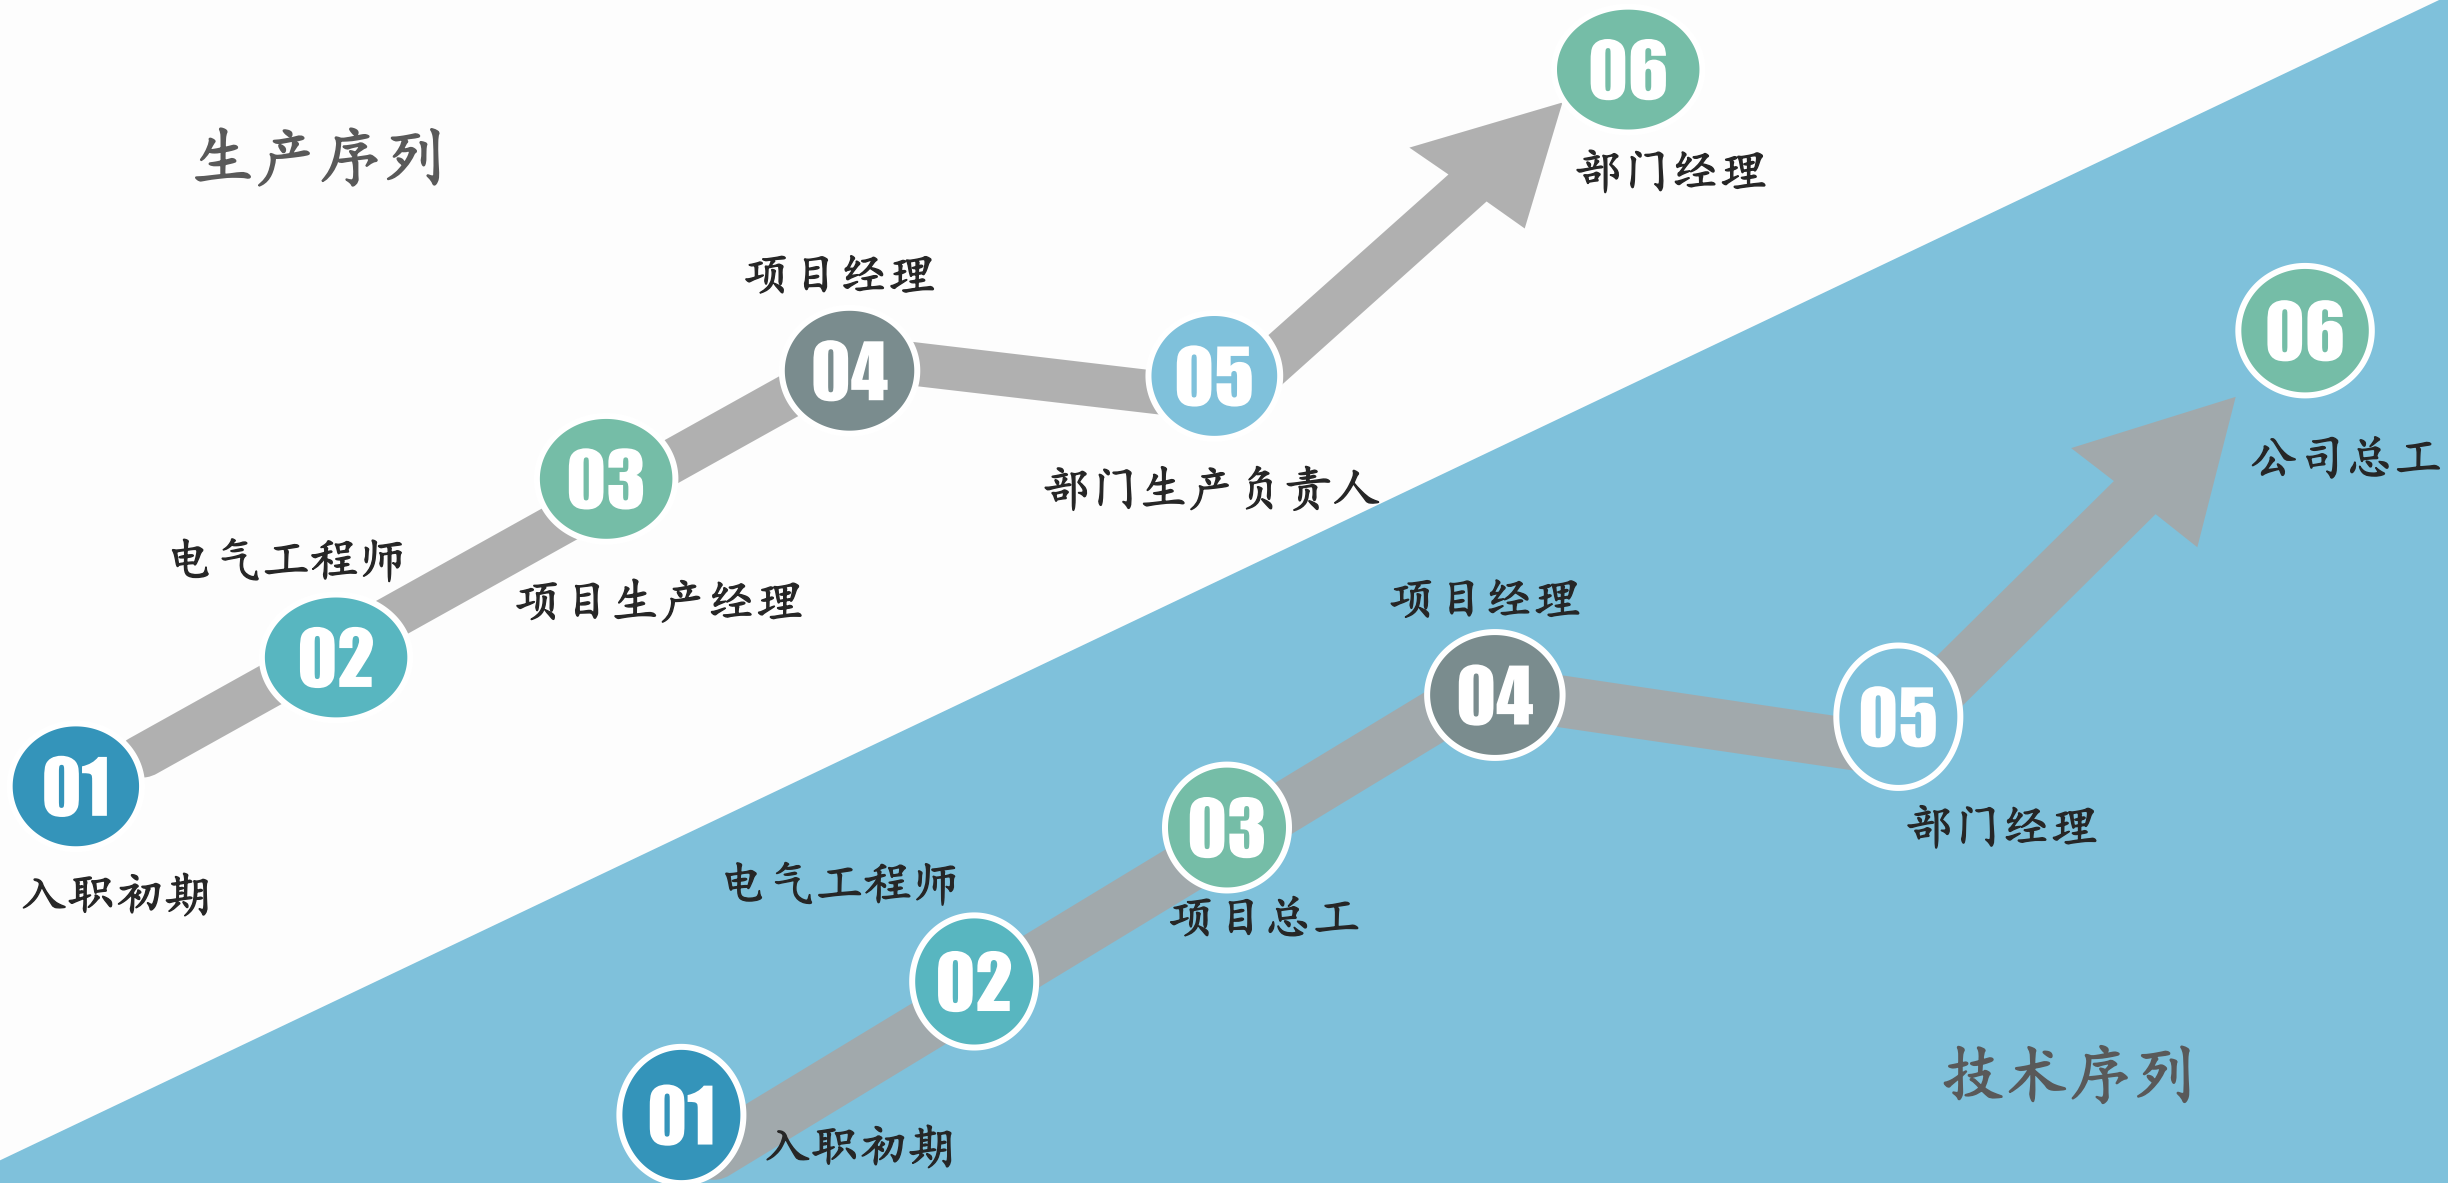 生产序列
01
入职初期
02
电气工程师
03
项目生产经理
04
项目经理
05
部门生产负责人
06
部门经理
技术序列
01
入职初期
02
电气工程师
03
项目总工
04
项目经理
05
部门经理
06
公司总工